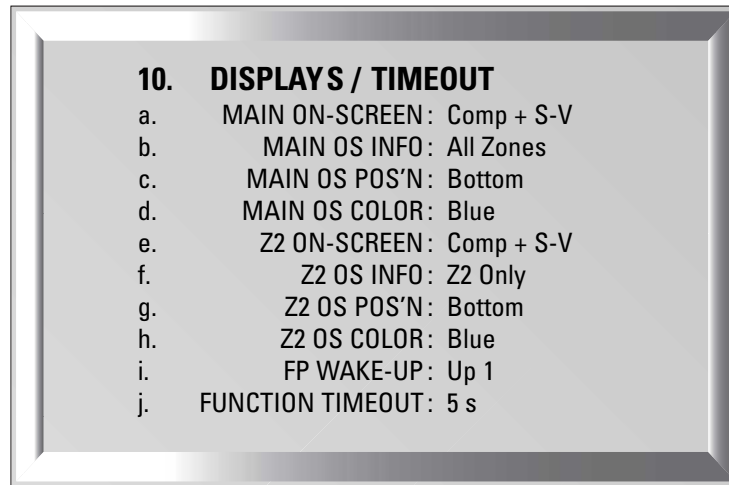 10. DISPLAYS / TIMEOUT
a. MAIN ON-SCREEN: Comp + S-V
b. MAIN OS INFO: All Zones
c. MAIN OS POS'N: Bottom
d. MAIN OS COLOR: Blue
e. Z2 ON-SCREEN: Comp + S-V
f. Z2 OS INFO: Z2 Only
g. Z2 OS POS'N: Bottom
h. Z2 OS COLOR: Blue
i. FP WAKE-UP: Up 1
j. FUNCTION TIMEOUT: 5 s